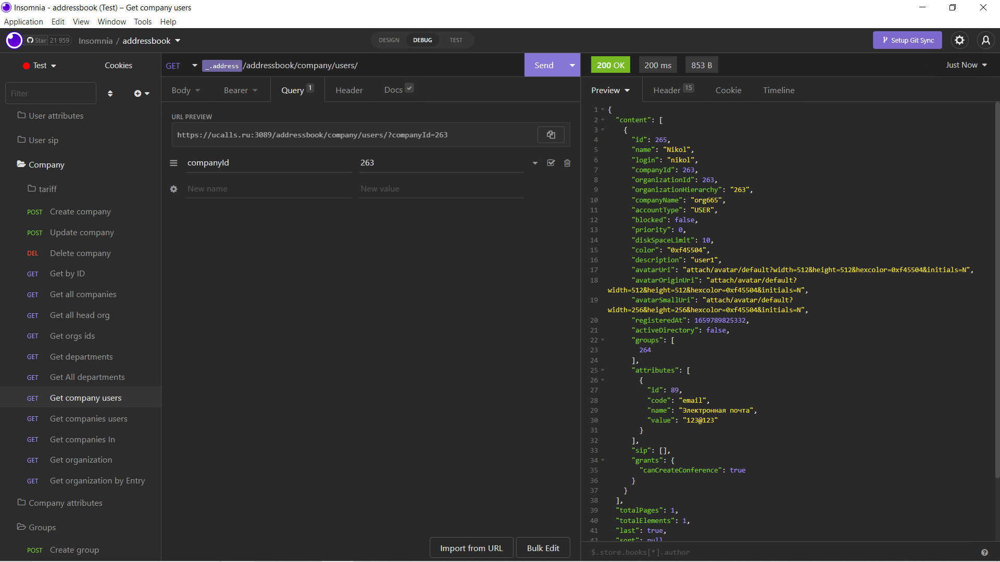 Insomnia - addressbook (Test) – Get company users
Application Edit View Window Tools Help
Star 21 959 Insomnia / addressbook
DESIGN DEBUG TEST
Setup Git Sync
Test Cookies
Filter
User attributes
User sip
Company
tariff
POST Create company
POST Update company
DEL Delete company
GET Get by ID
GET Get all companies
GET Get all head org
GET Get orgs ids
GET Get departments
GET Get All departments
GET Get company users
GET Get companies users
GET Get companies In
GET Get organization
GET Get organization by Entry
Company attributes
Groups
POST Create group
GET _.address /addressbook/company/users/ Send
Body Bearer Query 1 Header Docs
URL PREVIEW
https://ucalls.ru:3089/addressbook/company/users/?companyId=263
companyId 263
New name New value
Import from URL Bulk Edit
200 OK 200 ms 853 B Just Now
Preview Header 15 Cookie Timeline
1 {
2 "content": [
3 {
4 "id": 265,
5 "name": "Nikol",
6 "login": "nikol",
7 "companyId": 263,
8 "organizationId": 263,
9 "organizationHierarchy": "263",
10 "companyName": "org665",
11 "accountType": "USER",
12 "blocked": false,
13 "priority": 0,
14 "diskSpaceLimit": 10,
15 "color": "0xf45504",
16 "description": "user1",
17 "avatarUri": "attach/avatar/default?width=512&height=512&hexcolor=0xf45504&initials=N",
18 "avatarOriginUri": "attach/avatar/default?
width=512&height=512&hexcolor=0xf45504&initials=N",
19 "avatarSmallUri": "attach/avatar/default?
width=256&height=256&hexcolor=0xf45504&initials=N",
20 "registeredAt": 1659789825332,
21 "activeDirectory": false,
22 "groups": [
23 264
24 ],
25 "attributes": [
26 {
27 "id": 89,
28 "code": "email",
29 "name": "Электронная почта",
30 "value": "123@123"
31 }
32 ],
33 "sip": [],
34 "grants": {
35 "canCreateConference": true
36 }
37 }
38 ],
39 "totalPages": 1,
40 "totalElements": 1,
41 "last": true,
42 "sort": null
$.store.books[*].author